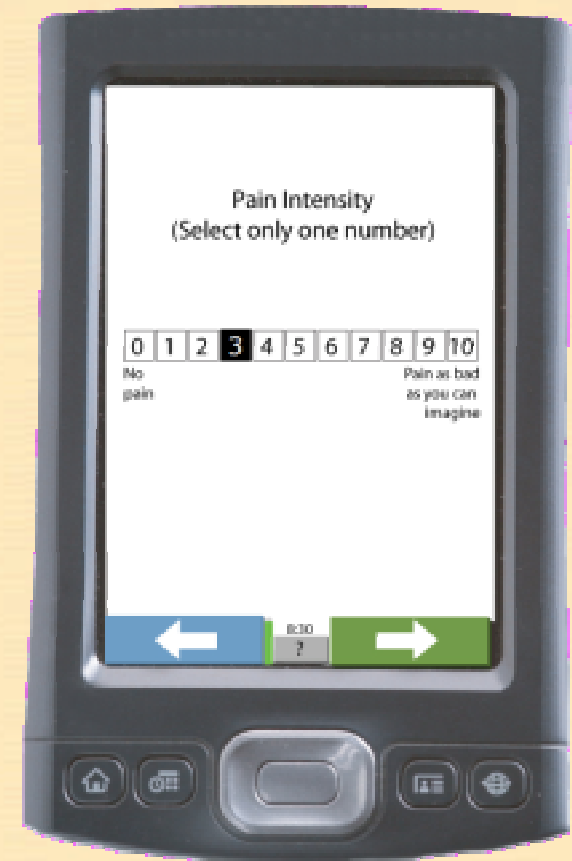 Pain Intensity
(Select only one number)
0 1 2 3 4 5 6 7 8 9 10
No
pain
Pain as bad
as you can
imagine
8:30
?